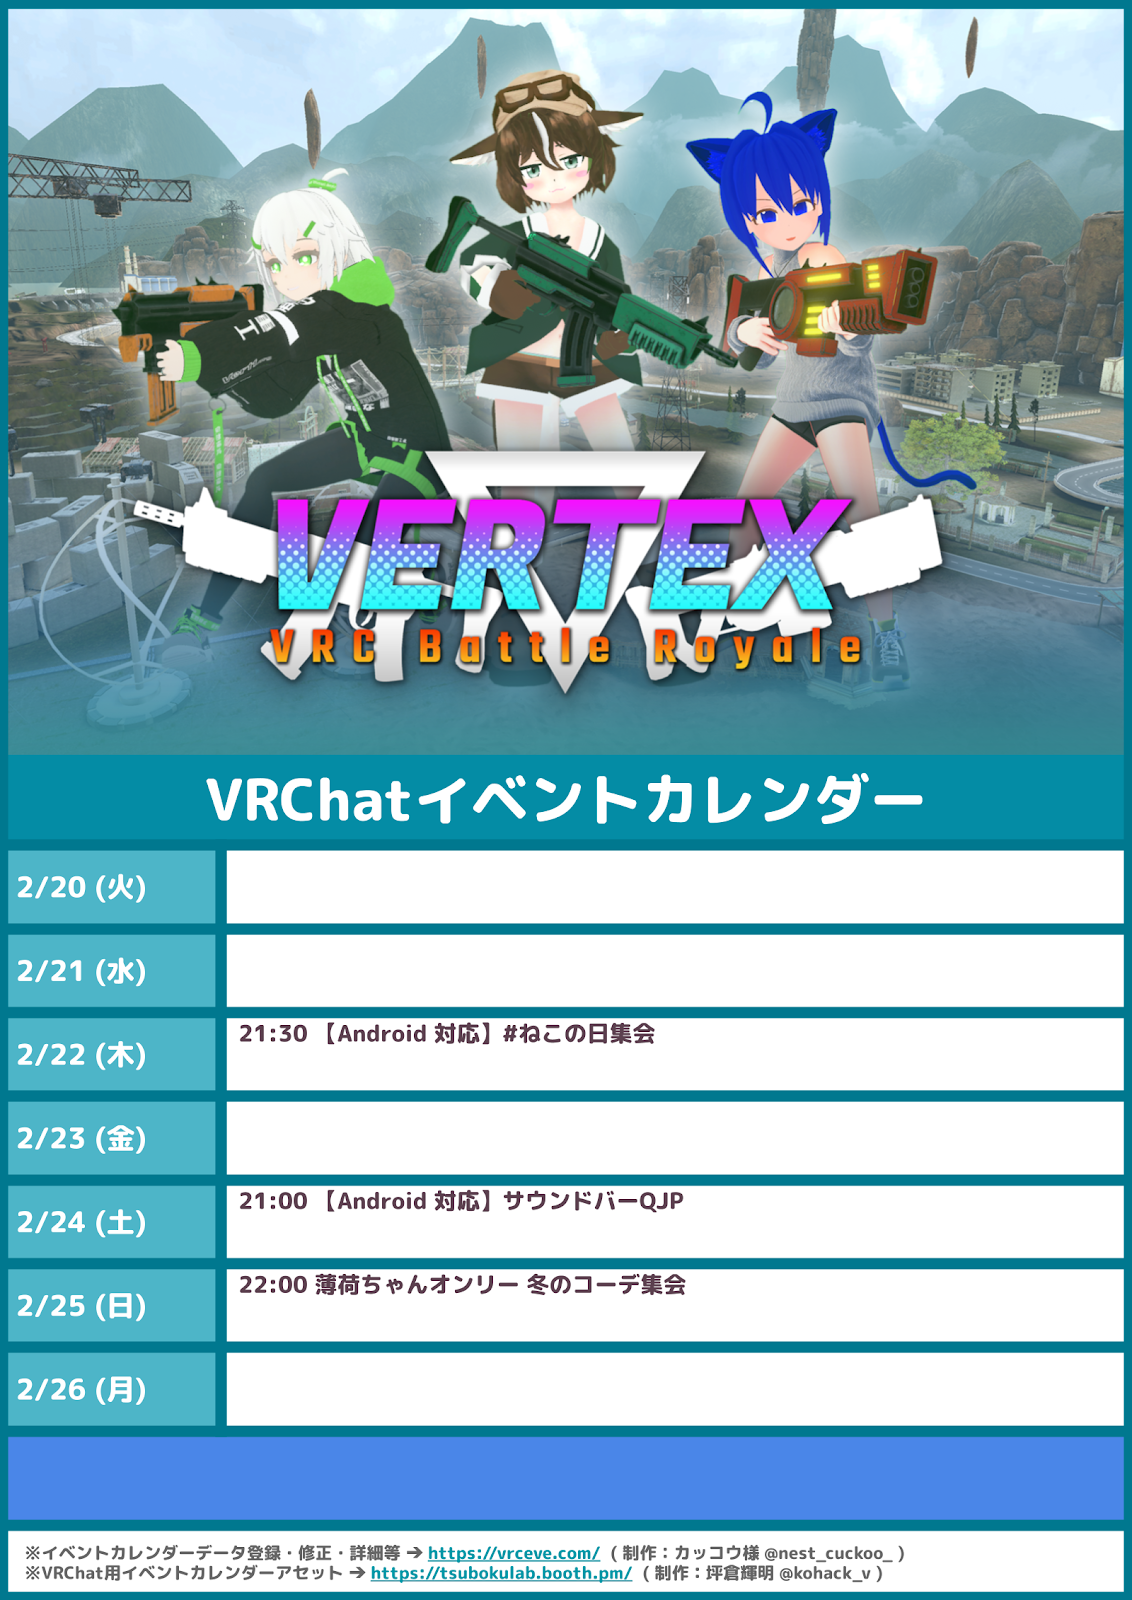 VERTEX
VRC Battle Royale
VRChatイベントカレンダー
2/20 (火)
2/21 (水)
2/22 (木)
21:30 【Android 対応】#ねこの日集会
2/23 (金)
2/24 (土)
21:00 【Android 対応】サウンドバーQJP
2/25 (日)
22:00 薄荷ちゃんオンリー 冬のコーデ集会
2/26 (月)
※イベントカレンダーデータ登録・修正・詳細等 → https://vrceve.com/ ( 制作：カッコウ様 @nest_cuckoo_ )
※VRChat用イベントカレンダーアセット → https://tsubokulab.booth.pm/ ( 制作：坪倉輝明 @kohack_v )